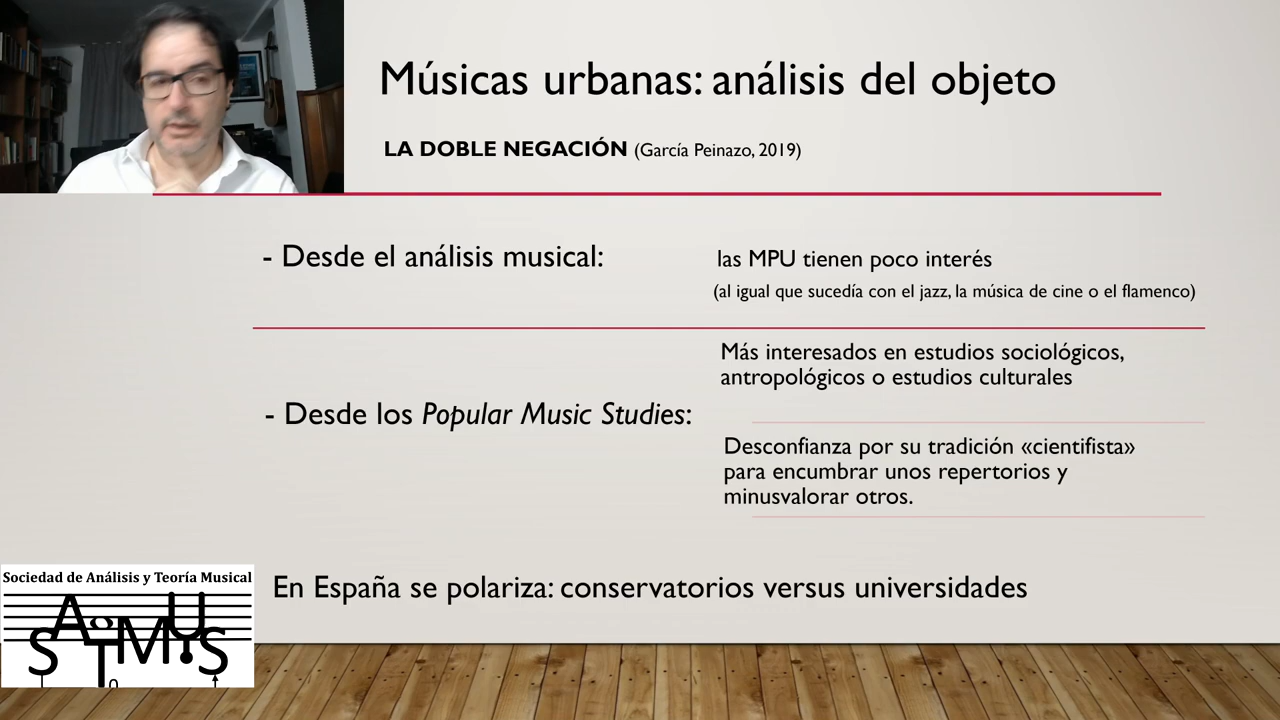 Músicas urbanas: análisis del objeto
LA DOBLE NEGACIÓN (García Peinazo, 2019)
- Desde el análisis musical:
las MPU tienen poco interés
(al igual que sucedía con el jazz, la música de cine o el flamenco)
- Desde los Popular Music Studies:
Más interesados en estudios sociológicos,
antropológicos o estudios culturales
Desconfianza por su tradición «cientifista»
para encumbrar unos repertorios y
minusvalorar otros.
En España se polariza: conservatorios versus universidades
Sociedad de Análisis y Teoría Musical
SATMUS